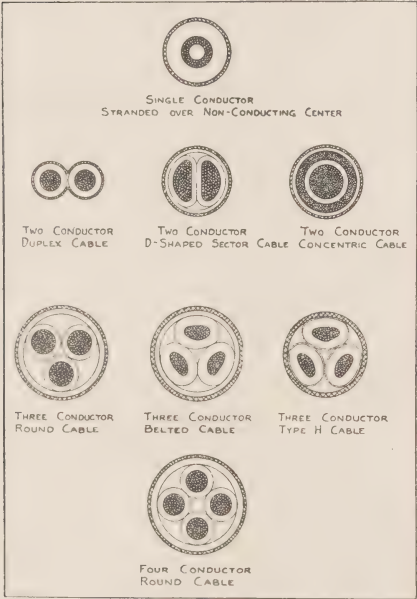 Single Conductor
Stranded over Non-Conducting Center
Two Conductor
Duplex Cable
Two Conductor
D-Shaped Sector Cable
Two Conductor
Concentric Cable
Three Conductor
Round Cable
Three Conductor
Belted Cable
Three Conductor
Type H Cable
Four Conductor
Round Cable